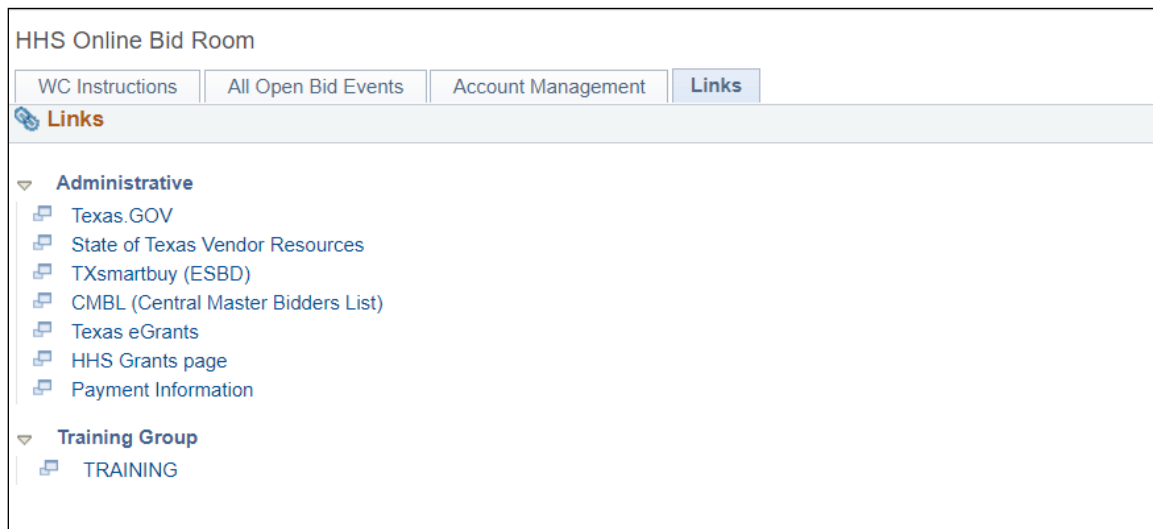 HHS Online Bid Room
WC Instructions All Open Bid Events Account Management Links
Links
Administrative
Texas.GOV
State of Texas Vendor Resources
TXsmartbuy (ESBD)
CMBL (Central Master Bidders List)
Texas eGrants
HHS Grants page
Payment Information
Training Group
TRAINING